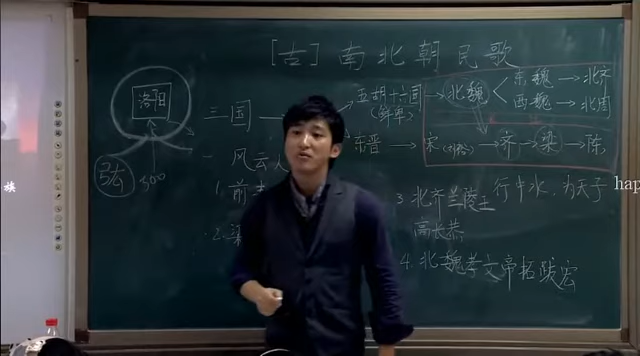 [古] 南北朝民歌
洛阳
三国
五胡十六国
(鲜卑)
北魏
东魏 → 北齐
西魏 → 北周
东晋 → 宋
齐 → 梁 → 陈
500
一 风云人
1. 前
2. 梁
3. 北齐兰陵王
高长恭
行中水，为天子
4. 北魏孝文帝拓跋宏
族
hap